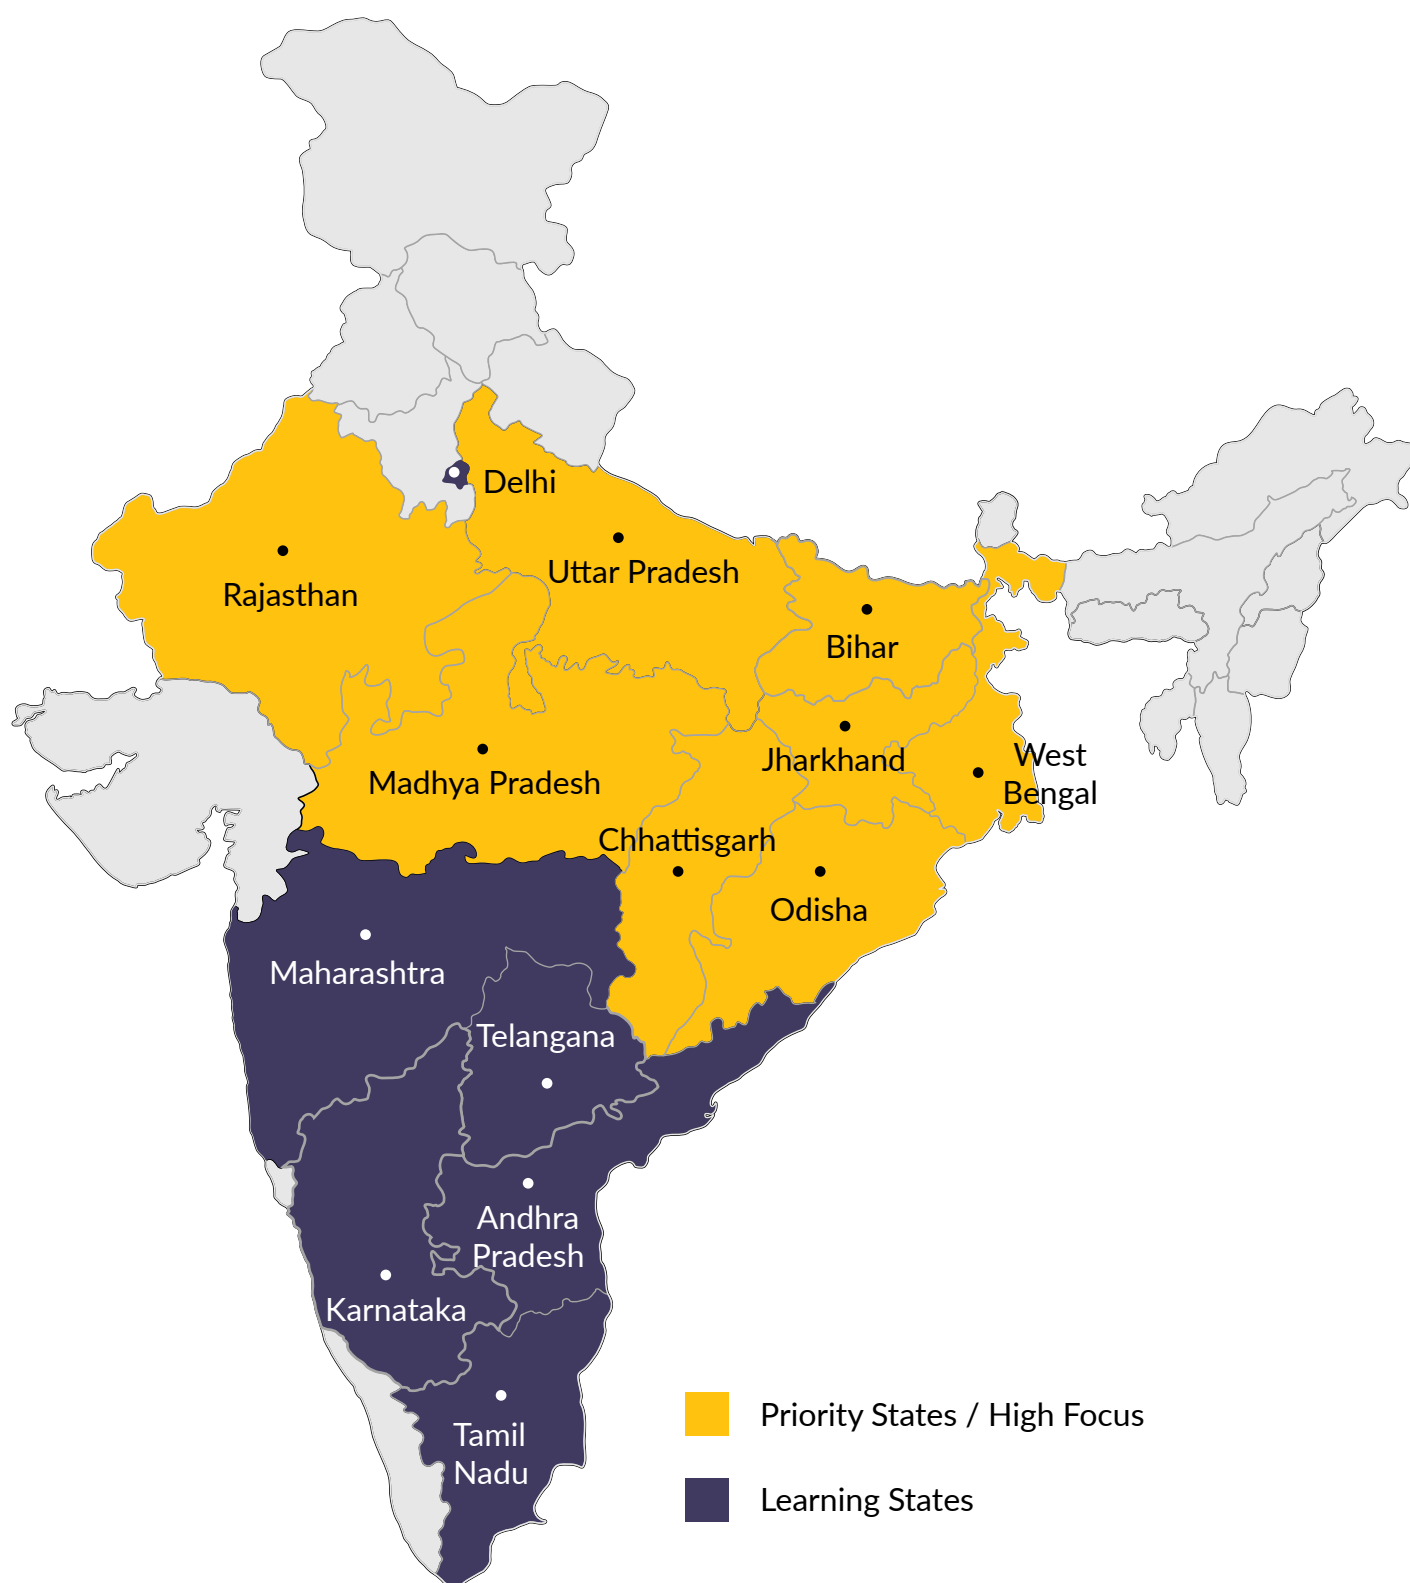 Delhi
Uttar Pradesh
Rajasthan
Bihar
West
Bengal
Jharkhand
Madhya Pradesh
Chhattisgarh
Odisha
Maharashtra
Telangana
Andhra
Pradesh
Karnataka
Tamil
Nadu
Priority States / High Focus
Learning States